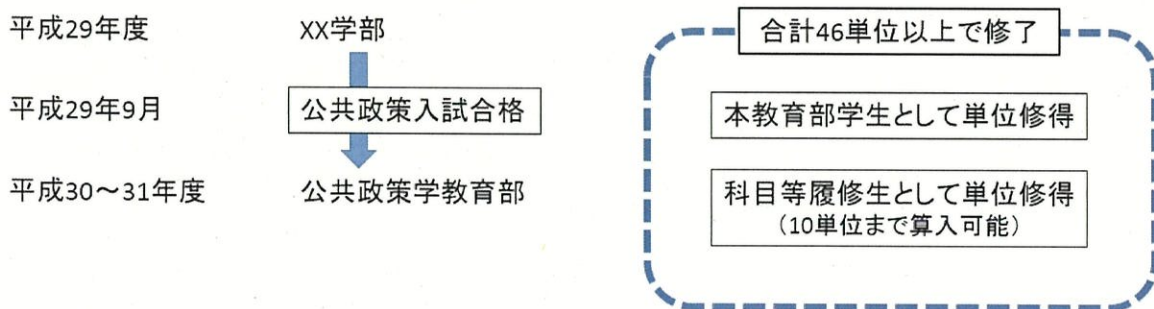 平成29年度
XX学部
平成29年9月
公共政策入試合格
平成30～31年度
公共政策学教育部
合計46単位以上で修了
本教育部学生として単位修得
科目等履修生として単位修得
（10単位まで算入可能）